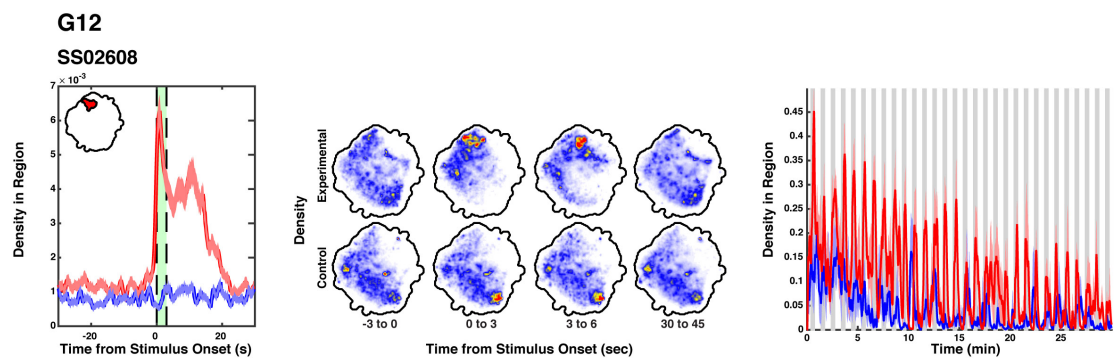 G12
SS02608
× 10⁻³
7
6
5
4
3
2
1
0
Density in Region
-20
0
20
Time from Stimulus Onset (s)
Density
Experimental
Control
-3 to 0
0 to 3
3 to 6
30 to 45
Time from Stimulus Onset (sec)
Density in Region
0.45
0.4
0.35
0.3
0.25
0.2
0.15
0.1
0.05
0
0
5
10
15
20
25
Time (min)